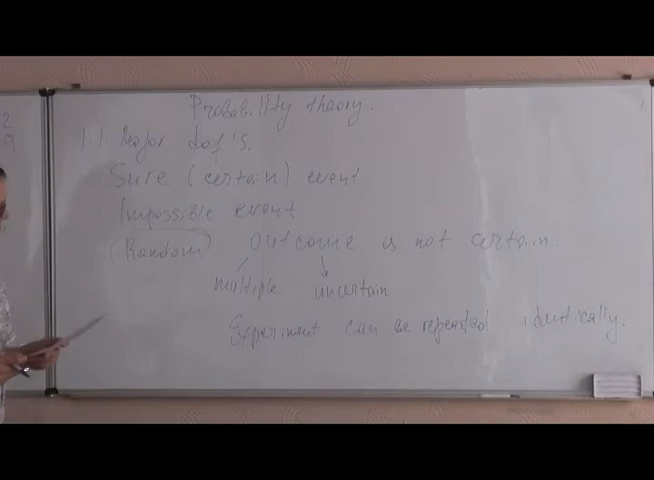 Probability theory.
1.1. Major def's.
Sure (certain) event
Impossible event
Random outcome is not certain.
multiple uncertain
Experiment can be repeated identically.
2
a